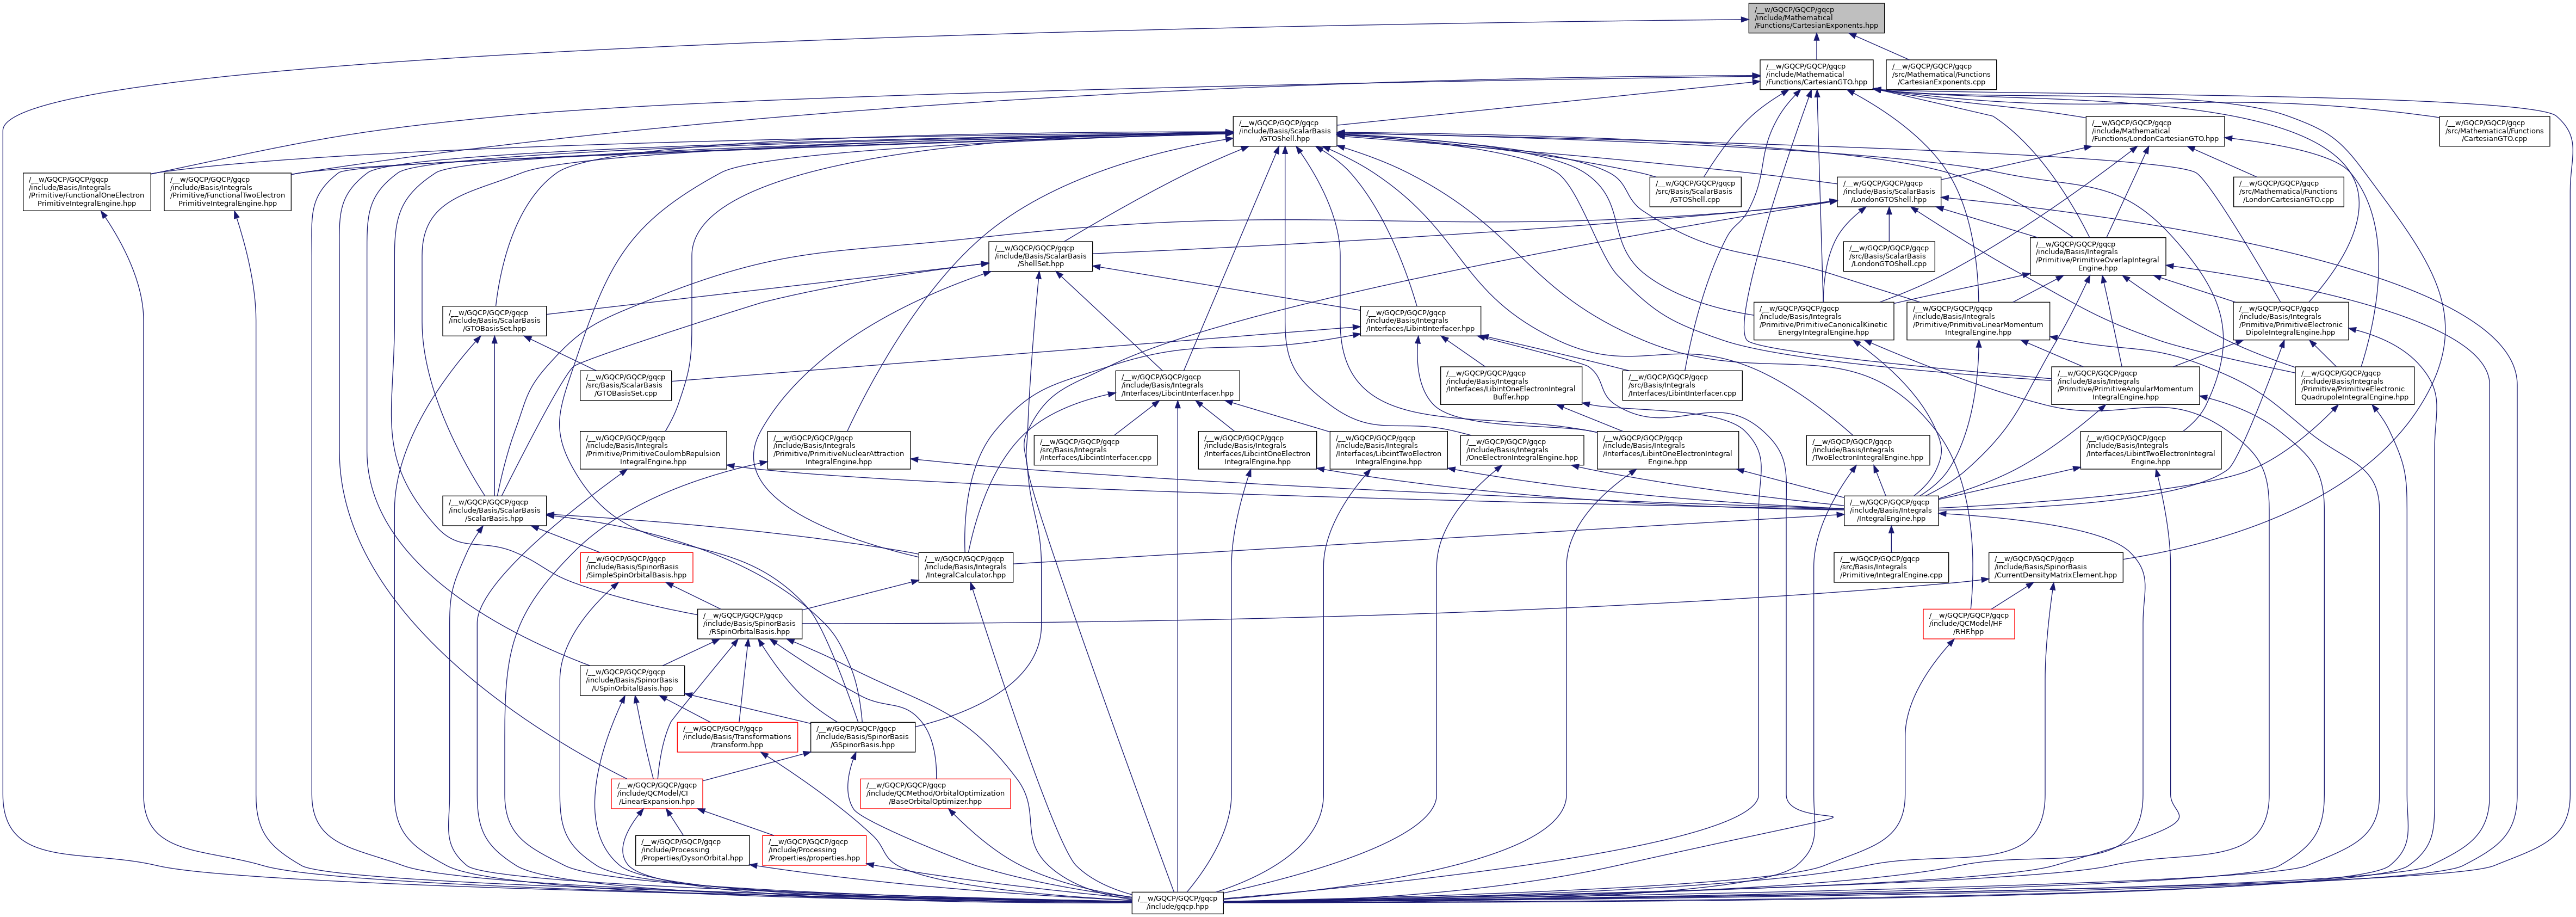 /__w/GQCP/GQCP/gqcp
/include/Mathematical
/Functions/CartesianExponents.hpp
/__w/GQCP/GQCP/gqcp
/include/Mathematical
/Functions/CartesianGTO.hpp
/__w/GQCP/GQCP/gqcp
/src/Mathematical/Functions
/CartesianExponents.cpp
/__w/GQCP/GQCP/gqcp
/include/Basis/ScalarBasis
/GTOShell.hpp
/__w/GQCP/GQCP/gqcp
/include/Mathematical
/Functions/LondonCartesianGTO.hpp
/__w/GQCP/GQCP/gqcp
/src/Mathematical/Functions
/CartesianGTO.cpp
/__w/GQCP/GQCP/gqcp
/include/Basis/Integrals
/Primitive/FunctionalOneElectron
PrimitiveIntegralEngine.hpp
/__w/GQCP/GQCP/gqcp
/include/Basis/Integrals
/Primitive/FunctionalTwoElectron
PrimitiveIntegralEngine.hpp
/__w/GQCP/GQCP/gqcp
/src/Basis/ScalarBasis
/GTOShell.cpp
/__w/GQCP/GQCP/gqcp
/include/Basis/ScalarBasis
/LondonGTOShell.hpp
/__w/GQCP/GQCP/gqcp
/src/Mathematical/Functions
/LondonCartesianGTO.cpp
/__w/GQCP/GQCP/gqcp
/include/Basis/ScalarBasis
/ShellSet.hpp
/__w/GQCP/GQCP/gqcp
/src/Basis/ScalarBasis
/LondonGTOShell.cpp
/__w/GQCP/GQCP/gqcp
/include/Basis/Integrals
/Primitive/PrimitiveOverlapIntegral
Engine.hpp
/__w/GQCP/GQCP/gqcp
/include/Basis/ScalarBasis
/GTOBasisSet.hpp
/__w/GQCP/GQCP/gqcp
/include/Basis/Integrals
/Interfaces/LibintInterfacer.hpp
/__w/GQCP/GQCP/gqcp
/include/Basis/Integrals
/Primitive/PrimitiveCanonicalKinetic
EnergyIntegralEngine.hpp
/__w/GQCP/GQCP/gqcp
/include/Basis/Integrals
/Primitive/PrimitiveLinearMomentum
IntegralEngine.hpp
/__w/GQCP/GQCP/gqcp
/include/Basis/Integrals
/Primitive/PrimitiveElectronic
DipoleIntegralEngine.hpp
/__w/GQCP/GQCP/gqcp
/src/Basis/ScalarBasis
/GTOBasisSet.cpp
/__w/GQCP/GQCP/gqcp
/include/Basis/Integrals
/Interfaces/LibcintInterfacer.hpp
/__w/GQCP/GQCP/gqcp
/include/Basis/Integrals
/Interfaces/LibintOneElectronIntegral
Buffer.hpp
/__w/GQCP/GQCP/gqcp
/src/Basis/Integrals
/Interfaces/LibintInterfacer.cpp
/__w/GQCP/GQCP/gqcp
/include/Basis/Integrals
/Primitive/PrimitiveAngularMomentum
IntegralEngine.hpp
/__w/GQCP/GQCP/gqcp
/include/Basis/Integrals
/Primitive/PrimitiveElectronic
QuadrupoleIntegralEngine.hpp
/__w/GQCP/GQCP/gqcp
/include/Basis/Integrals
/Primitive/PrimitiveCoulombRepulsion
IntegralEngine.hpp
/__w/GQCP/GQCP/gqcp
/include/Basis/Integrals
/Primitive/PrimitiveNuclearAttraction
IntegralEngine.hpp
/__w/GQCP/GQCP/gqcp
/src/Basis/Integrals
/Interfaces/LibcintInterfacer.cpp
/__w/GQCP/GQCP/gqcp
/include/Basis/Integrals
/Interfaces/LibcintOneElectron
IntegralEngine.hpp
/__w/GQCP/GQCP/gqcp
/include/Basis/Integrals
/Interfaces/LibcintTwoElectron
IntegralEngine.hpp
/__w/GQCP/GQCP/gqcp
/include/Basis/Integrals
/OneElectronIntegralEngine.hpp
/__w/GQCP/GQCP/gqcp
/include/Basis/Integrals
/Interfaces/LibintOneElectronIntegral
Engine.hpp
/__w/GQCP/GQCP/gqcp
/include/Basis/Integrals
/TwoElectronIntegralEngine.hpp
/__w/GQCP/GQCP/gqcp
/include/Basis/Integrals
/Interfaces/LibintTwoElectronIntegral
Engine.hpp
/__w/GQCP/GQCP/gqcp
/include/Basis/ScalarBasis
/ScalarBasis.hpp
/__w/GQCP/GQCP/gqcp
/include/Basis/Integrals
/IntegralEngine.hpp
/__w/GQCP/GQCP/gqcp
/include/Basis/SpinorBasis
/SimpleSpinOrbitalBasis.hpp
/__w/GQCP/GQCP/gqcp
/include/Basis/Integrals
/IntegralCalculator.hpp
/__w/GQCP/GQCP/gqcp
/src/Basis/Integrals
/Primitive/IntegralEngine.cpp
/__w/GQCP/GQCP/gqcp
/include/Basis/SpinorBasis
/CurrentDensityMatrixElement.hpp
/__w/GQCP/GQCP/gqcp
/include/Basis/SpinorBasis
/RSpinOrbitalBasis.hpp
/__w/GQCP/GQCP/gqcp
/include/QCModel/HF
/RHF.hpp
/__w/GQCP/GQCP/gqcp
/include/Basis/SpinorBasis
/USpinOrbitalBasis.hpp
/__w/GQCP/GQCP/gqcp
/include/Basis/Transformations
/transform.hpp
/__w/GQCP/GQCP/gqcp
/include/Basis/SpinorBasis
/GSpinorBasis.hpp
/__w/GQCP/GQCP/gqcp
/include/QCModel/CI
/LinearExpansion.hpp
/__w/GQCP/GQCP/gqcp
/include/QCMethod/OrbitalOptimization
/BaseOrbitalOptimizer.hpp
/__w/GQCP/GQCP/gqcp
/include/Processing
/Properties/DysonOrbital.hpp
/__w/GQCP/GQCP/gqcp
/include/Processing
/Properties/properties.hpp
/__w/GQCP/GQCP/gqcp
/include/gqcp.hpp